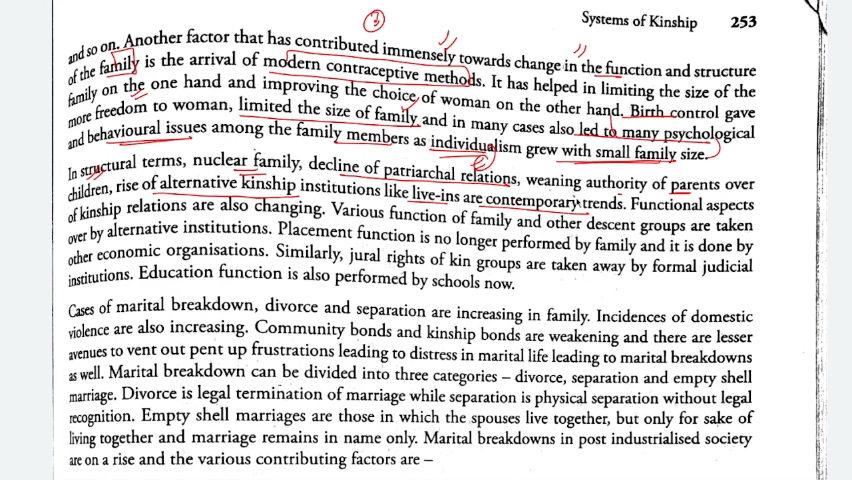 Systems of Kinship 253
3
and so on. Another factor that has contributed immensely towards change in the function and structure
of the family is the arrival of modern contraceptive methods. It has helped in limiting the size of the
family on the one hand and improving the choice of woman on the other hand. Birth control gave
more freedom to woman, limited the size of family and in many cases also led to many psychological
and behavioural issues among the family members as individualism grew with small family size.
In structural terms, nuclear family, decline of patriarchal relations, weaning authority of parents over
children, rise of alternative kinship institutions like live-ins are contemporary trends. Functional aspects
of kinship relations are also changing. Various function of family and other descent groups are taken
over by alternative institutions. Placement function is no longer performed by family and it is done by
other economic organisations. Similarly, jural rights of kin groups are taken away by formal judicial
institutions. Education function is also performed by schools now.
Cases of marital breakdown, divorce and separation are increasing in family. Incidences of domestic
violence are also increasing. Community bonds and kinship bonds are weakening and there are lesser
avenues to vent out pent up frustrations leading to distress in marital life leading to marital breakdowns
as well. Marital breakdown can be divided into three categories – divorce, separation and empty shell
marriage. Divorce is legal termination of marriage while separation is physical separation without legal
recognition. Empty shell marriages are those in which the spouses live together, but only for sake of
living together and marriage remains in name only. Marital breakdowns in post industrialised society
are on a rise and the various contributing factors are –